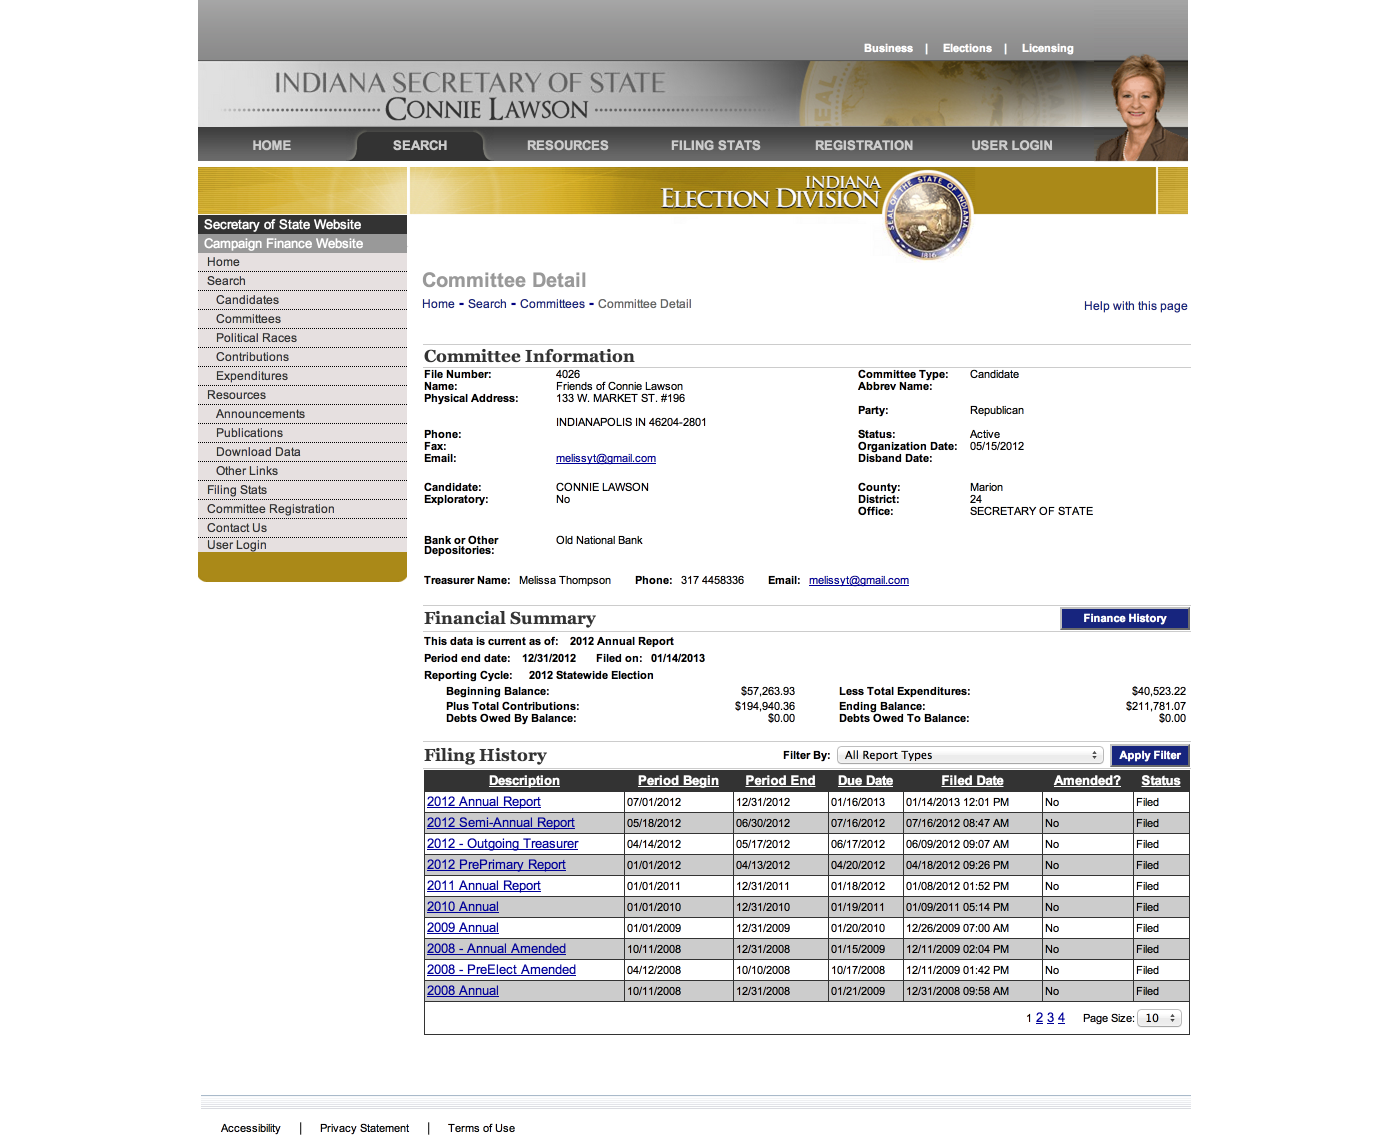 Business | Elections | Licensing
INDIANA SECRETARY OF STATE
CONNIE LAWSON
HOME SEARCH RESOURCES FILING STATS REGISTRATION USER LOGIN
INDIANA
ELECTION DIVISION
SEAL OF THE STATE OF INDIANA
1816
Secretary of State Website
Campaign Finance Website
Home
Search
Candidates
Committees
Political Races
Contributions
Expenditures
Resources
Announcements
Publications
Download Data
Other Links
Filing Stats
Committee Registration
Contact Us
User Login
Committee Detail
Home - Search - Committees - Committee Detail
Help with this page
Committee Information
File Number: 4026 Committee Type: Candidate
Name: Friends of Connie Lawson Abbrev Name:
Physical Address: 133 W. MARKET ST. #196
Party: Republican
INDIANAPOLIS IN 46204-2801
Phone: Status: Active
Fax: Organization Date: 05/15/2012
Email: melissyt@gmail.com Disband Date:
Candidate: CONNIE LAWSON County: Marion
Exploratory: No District: 24
Office: SECRETARY OF STATE
Bank or Other Old National Bank
Depositories:
Treasurer Name: Melissa Thompson Phone: 317 4458336 Email: melissyt@gmail.com
Financial Summary Finance History
This data is current as of: 2012 Annual Report
Period end date: 12/31/2012 Filed on: 01/14/2013
Reporting Cycle: 2012 Statewide Election
Beginning Balance: $57,263.93 Less Total Expenditures: $40,523.22
Plus Total Contributions: $194,940.36 Ending Balance: $211,781.07
Debts Owed By Balance: $0.00 Debts Owed To Balance: $0.00
Filing History Filter By: All Report Types Apply Filter
Description Period Begin Period End Due Date Filed Date Amended? Status
2012 Annual Report 07/01/2012 12/31/2012 01/16/2013 01/14/2013 12:01 PM No Filed
2012 Semi-Annual Report 05/18/2012 06/30/2012 07/16/2012 07/16/2012 08:47 AM No Filed
2012 - Outgoing Treasurer 04/14/2012 05/17/2012 06/17/2012 06/09/2012 09:07 AM No Filed
2012 PrePrimary Report 01/01/2012 04/13/2012 04/20/2012 04/18/2012 09:26 PM No Filed
2011 Annual Report 01/01/2011 12/31/2011 01/18/2012 01/08/2012 01:52 PM No Filed
2010 Annual 01/01/2010 12/31/2010 01/19/2011 01/09/2011 05:14 PM No Filed
2009 Annual 01/01/2009 12/31/2009 01/20/2010 12/26/2009 07:00 AM No Filed
2008 - Annual Amended 10/11/2008 12/31/2008 01/15/2009 12/11/2009 02:04 PM No Filed
2008 - PreElect Amended 04/12/2008 10/10/2008 10/17/2008 12/11/2009 01:42 PM No Filed
2008 Annual 10/11/2008 12/31/2008 01/21/2009 12/31/2008 09:58 AM No Filed
1 2 3 4 Page Size: 10
Accessibility | Privacy Statement | Terms of Use